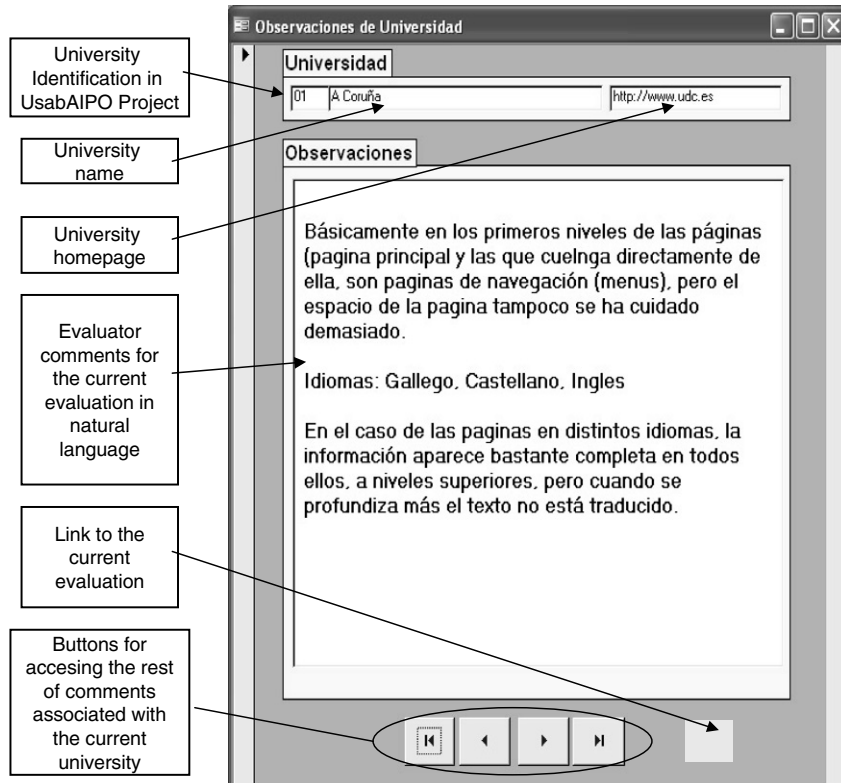 Observaciones de Universidad
University
Identification in
UsabAIPO Project
University
name
University
homepage
Evaluator
comments for
the current
evaluation in
natural
language
Link to the
current
evaluation
Buttons for
accesing the rest
of comments
associated with
the current
university
Universidad
01 A Coruña http://www.udc.es
Observaciones
Básicamente en los primeros niveles de las páginas
(pagina principal y las que cuelnga directamente de
ella, son paginas de navegación (menus), pero el
espacio de la pagina tampoco se ha cuidado
demasiado.
Idiomas: Gallego, Castellano, Ingles
En el caso de las paginas en distintos idiomas, la
información aparece bastante completa en todos
ellos, a niveles superiores, pero cuando se
profundiza más el texto no está traducido.